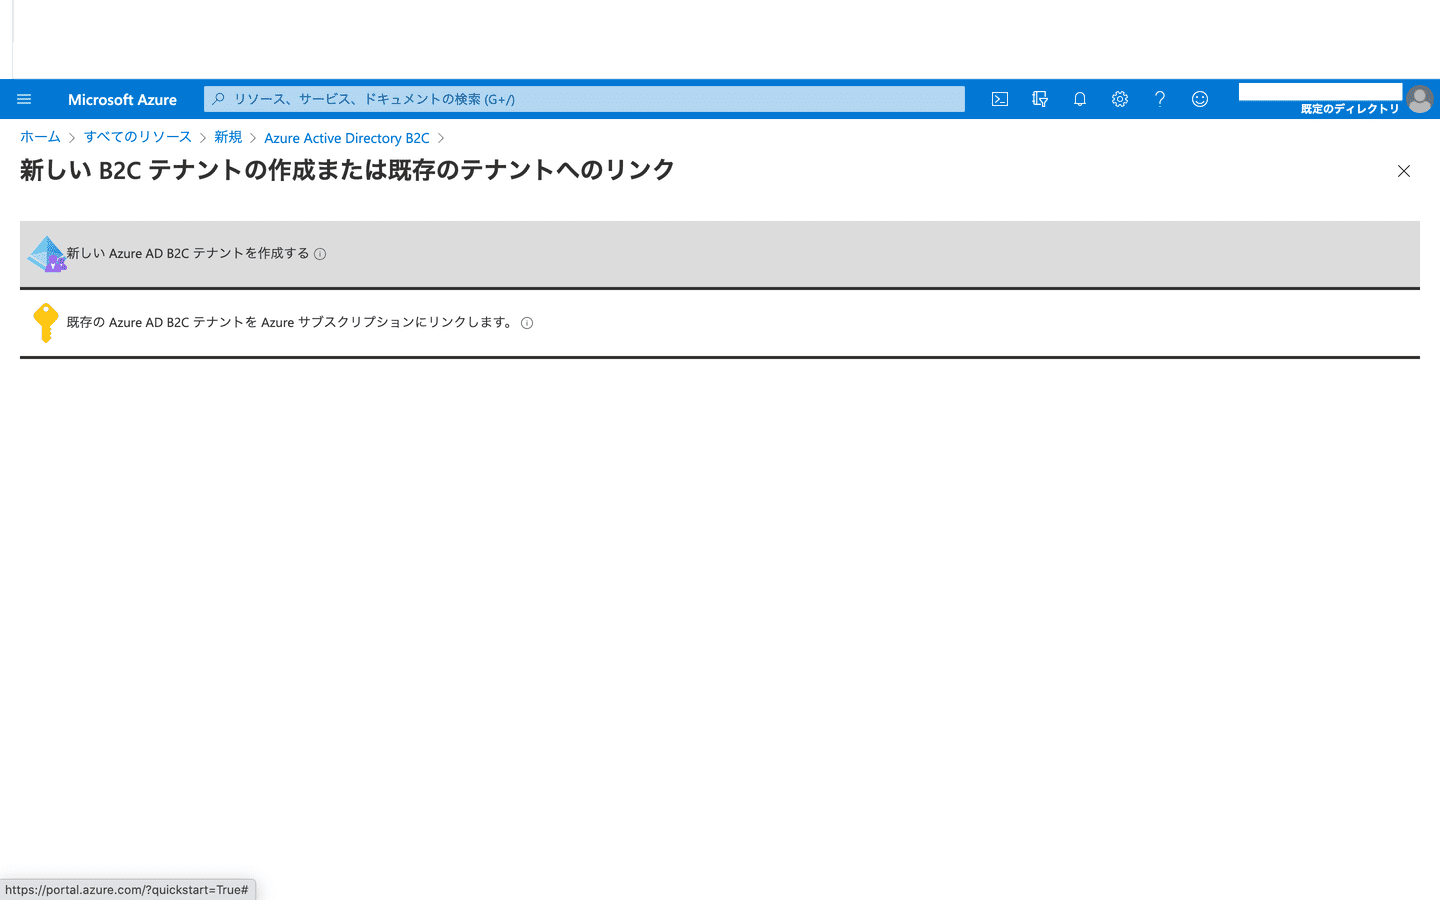 Microsoft Azure
リソース、サービス、ドキュメントの検索 (G+/)
既定のディレクトリ
ホーム > すべてのリソース > 新規 > Azure Active Directory B2C >
新しい B2C テナントの作成または既存のテナントへのリンク
新しい Azure AD B2C テナントを作成する
既存の Azure AD B2C テナントを Azure サブスクリプションにリンクします。
https://portal.azure.com/?quickstart=True#